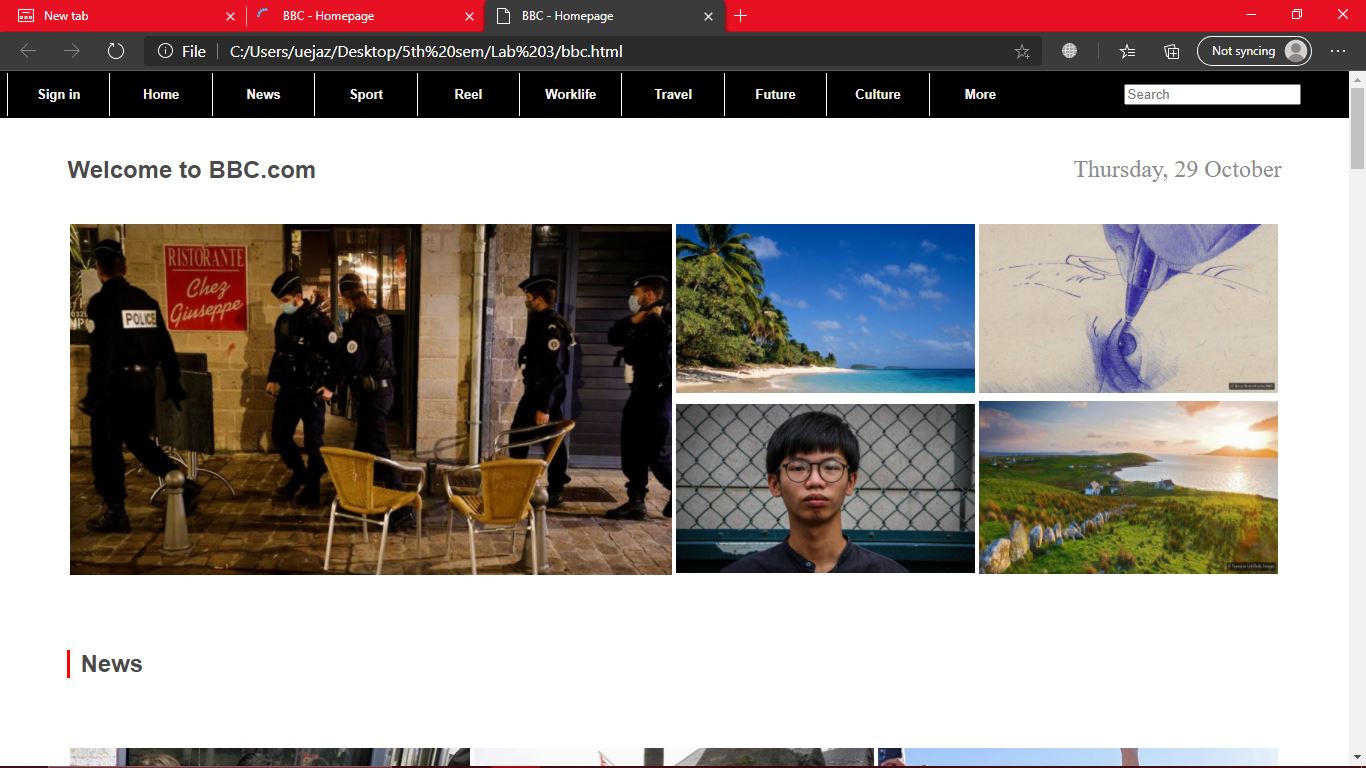 New tab
BBC - Homepage
BBC - Homepage
File
C:/Users/uejaz/Desktop/5th%20sem/Lab%203/bbc.html
Not syncing
Sign in
Home
News
Sport
Reel
Worklife
Travel
Future
Culture
More
Search
Welcome to BBC.com
Thursday, 29 October
RISTORANTE
Chez
Giuseppe
POLICE
News